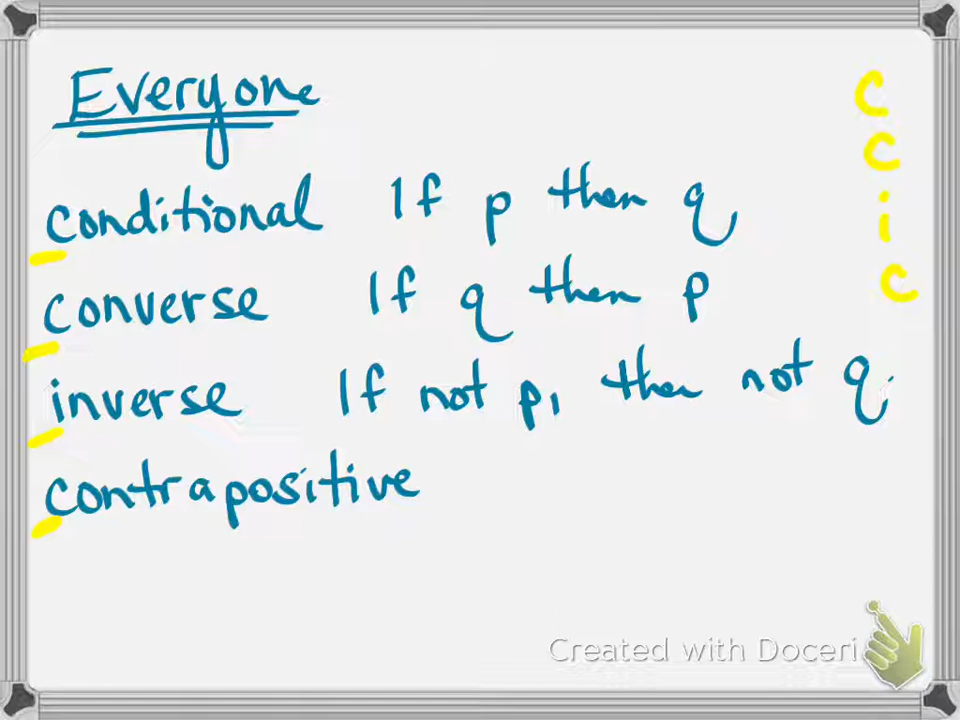 Everyone
conditional If p then q
converse If q then p
inverse If not p, then not q.
contrapositive
c
c
i
c
Created with Doceri